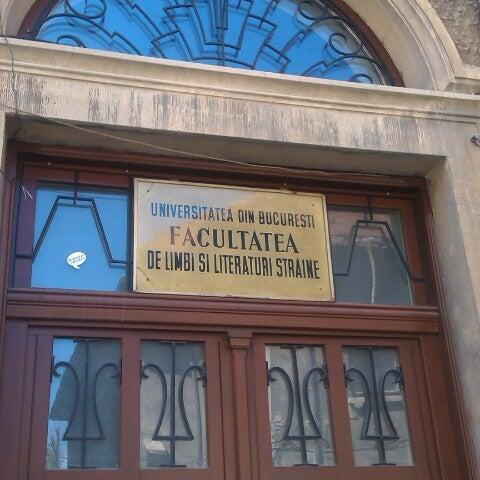 UNIVERSITATEA DIN BUCURESTI
FACULTATEA
DE LIMBI SI LITERATURI STRAINE